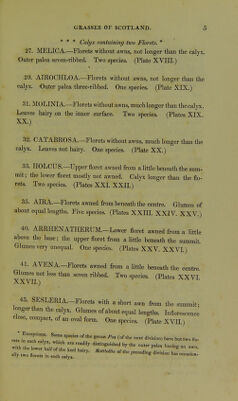 GRASSES OF SCOTLAND. 5
* * * Calyx containing two Florets. *
27. MELICA.—Florets without awns, not longer than the calyx.
Outer palea seven-ribbed. Two species. (Plate XVIII.)
29. AIROCHLOA.—Florets without awns, not longer than the
calyx. Outer palea three-ribbed. One species. (Plate XIX.)
31. MOLINIA.—Florets without awns, much longer than the calyx.
Leaves hairy on the inner surface. Two species. (Plates XIX.
XX.)
32. CATABROSA.—Florets without awns, much longer than the
calyx. Leaves not hairy. One species. (Plate XX.)
33. HOLCUS.—Upper floret awned from a little beneath the sum-
mit; the lower floret mostly not awned. Calyx longer than the flo-
rets. Two species. (Plates XXI. XXII.)
35. AIRA.—Florets awned from beneath the centre. Glumes of
about equal lengths. Five species. (Plates XXIII. XXIV. XXV.)
40. ARRHENATHERUM.—Lower floret awned from a little
above the base; the upper floret from a little beneath the summit.
Glumes very unequal. One species. (Plates XXV. XXVI.)
41. AVENA.—Florets awned from a little beneath the centre.
Glumes not less than seven ribbed. Two species. (Plates XXVI.
XXVII.)
45. SESLERIA.—Florets with a short awn from the summit;
longer than the calyx. Glumes of about equal lengths. Inflorescence
close, compact, of an oval form. One species. (Plate XVII.)
* Exceptions. Some species of the genus Poa (of the next division) have but two flo-
rets in each calyx, which are readily distinguished by the outer palea having no awn,
with the lower half of the keel hairy. Hottbollia of the preceding division has occasion-
ally two florets in each calyx.